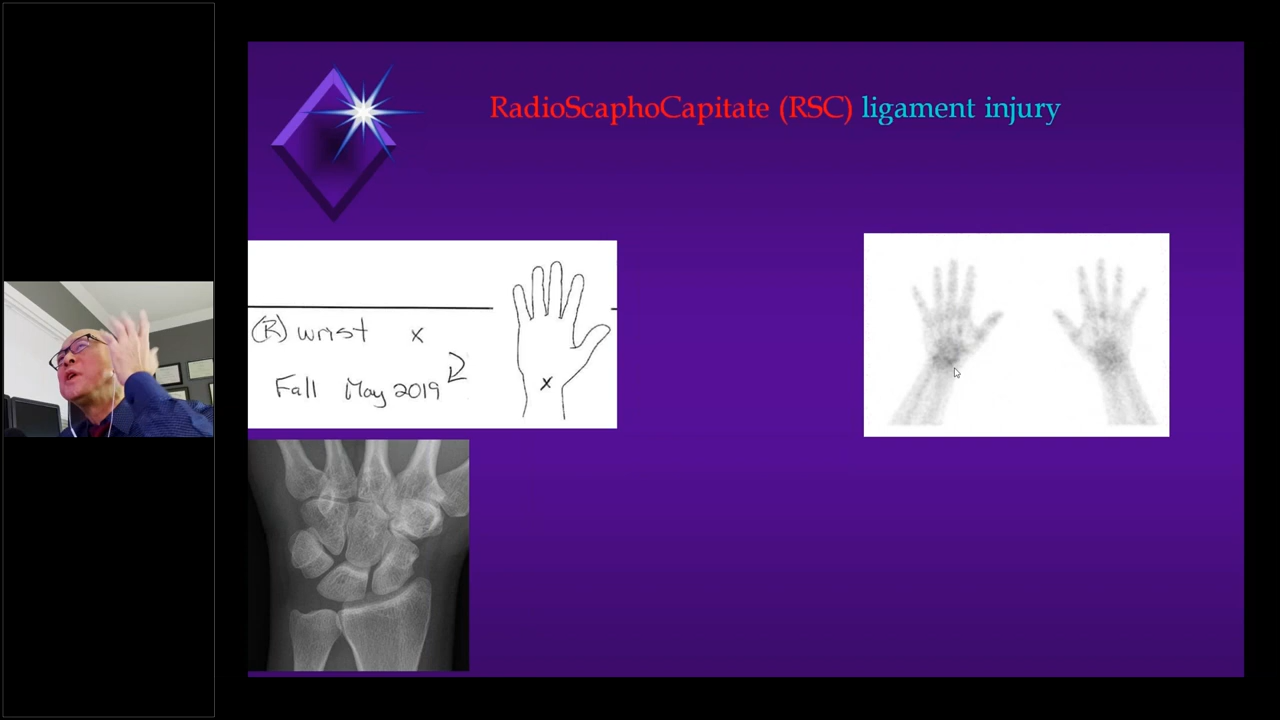 RadioScaphoCapitate (RSC) ligament injury
(R) wrist x
Fall May 2019
x